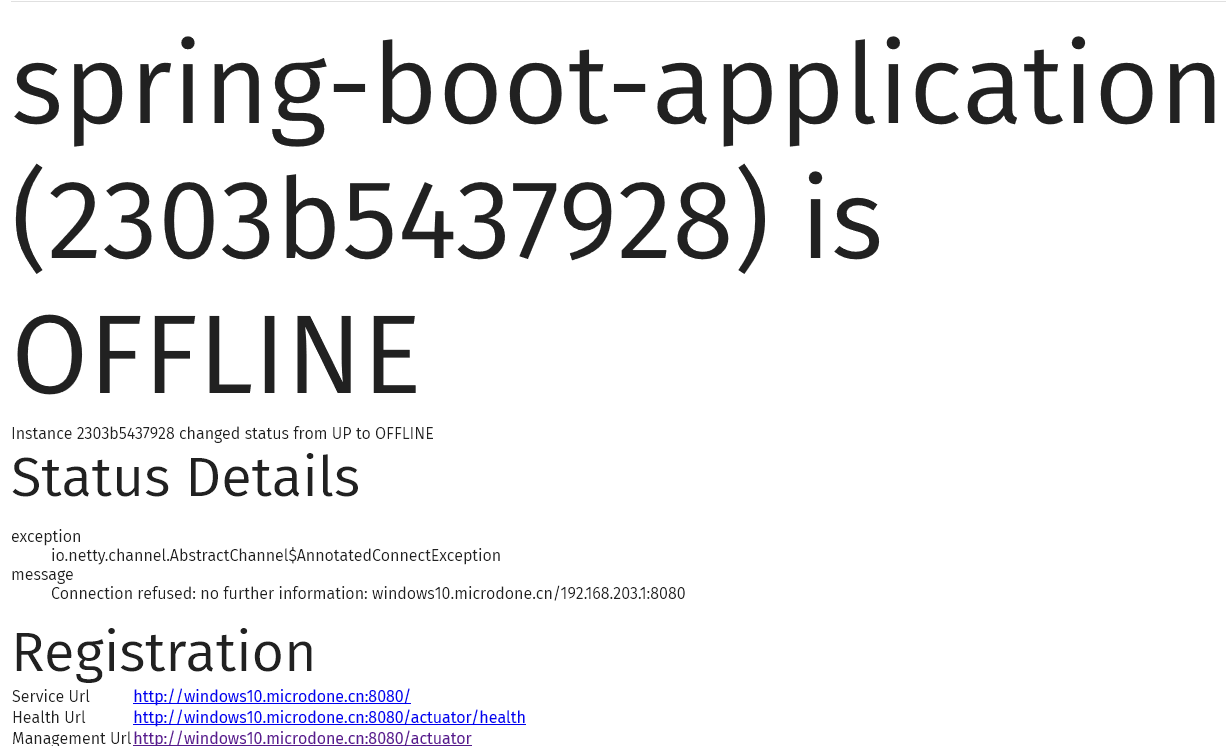 spring-boot-application
(2303b5437928) is
OFFLINE
Instance 2303b5437928 changed status from UP to OFFLINE
Status Details
exception
io.netty.channel.AbstractChannel$AnnotatedConnectException
message
Connection refused: no further information: windows10.microdone.cn/192.168.203.1:8080
Registration
Service Url http://windows10.microdone.cn:8080/
Health Url http://windows10.microdone.cn:8080/actuator/health
Management Url http://windows10.microdone.cn:8080/actuator